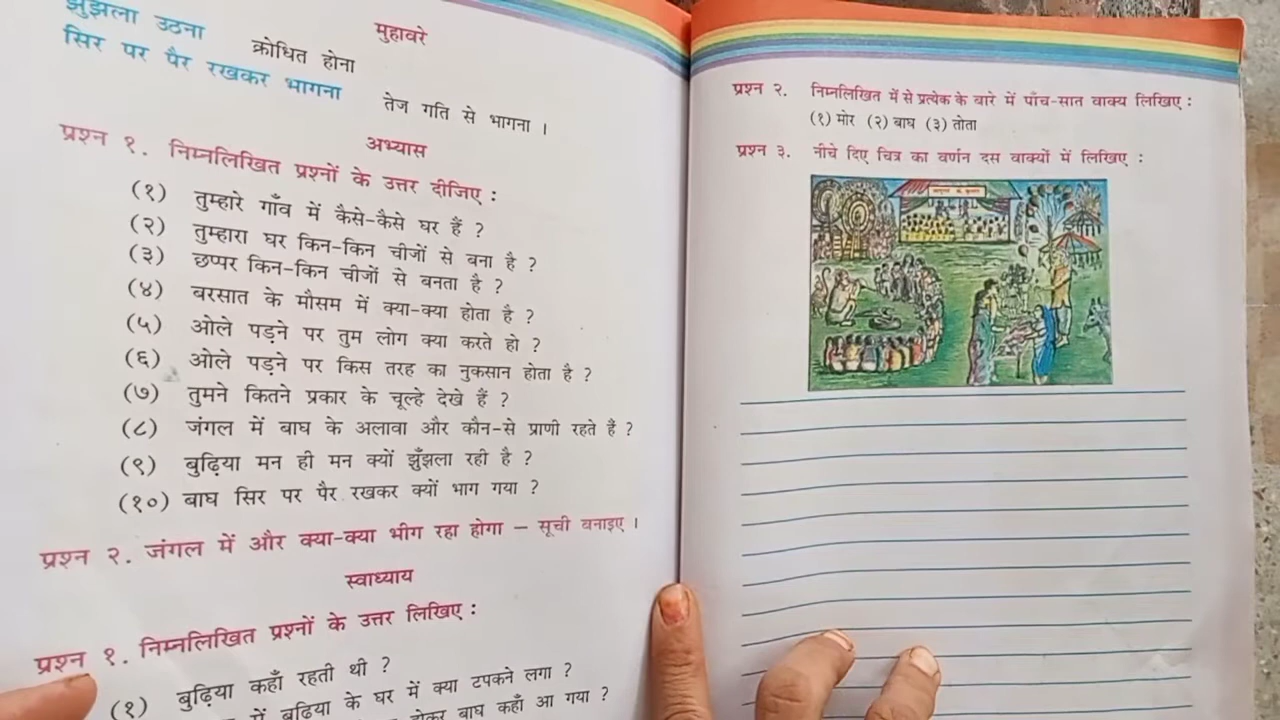 झुँझला उठना
मुहावरे
क्रोधित होना
सिर पर पैर रखकर भागना
तेज गति से भागना ।
अभ्यास
प्रश्न १. निम्नलिखित प्रश्नों के उत्तर दीजिए :
(१) तुम्हारे गाँव में कैसे-कैसे घर हैं ?
(२) तुम्हारा घर किन-किन चीजों से बना है ?
(३) छप्पर किन-किन चीजों से बनता है ?
(४) बरसात के मौसम में क्या-क्या होता है ?
(५) ओले पड़ने पर तुम लोग क्या करते हो ?
(६) ओले पड़ने पर किस तरह का नुकसान होता है ?
(७) तुमने कितने प्रकार के चूल्हे देखे हैं ?
(८) जंगल में बाघ के अलावा और कौन-से प्राणी रहते हैं ?
(९) बुढ़िया मन ही मन क्यों झुँझला रही है ?
(१०) बाघ सिर पर पैर रखकर क्यों भाग गया ?
प्रश्न २. जंगल में और क्या-क्या भीग रहा होगा – सूची बनाइए ।
स्वाध्याय
प्रश्न १. निम्नलिखित प्रश्नों के उत्तर लिखिए :
(१) बुढ़िया कहाँ रहती थी ?
में बुढ़िया के घर में क्या टपकने लगा ?
होकर बाघ कहाँ आ गया ?
प्रश्न २. निम्नलिखित में से प्रत्येक के बारे में पाँच-सात वाक्य लिखिए :
(१) मोर (२) बाघ (३) तोता
प्रश्न ३. नीचे दिए चित्र का वर्णन दस वाक्यों में लिखिए :